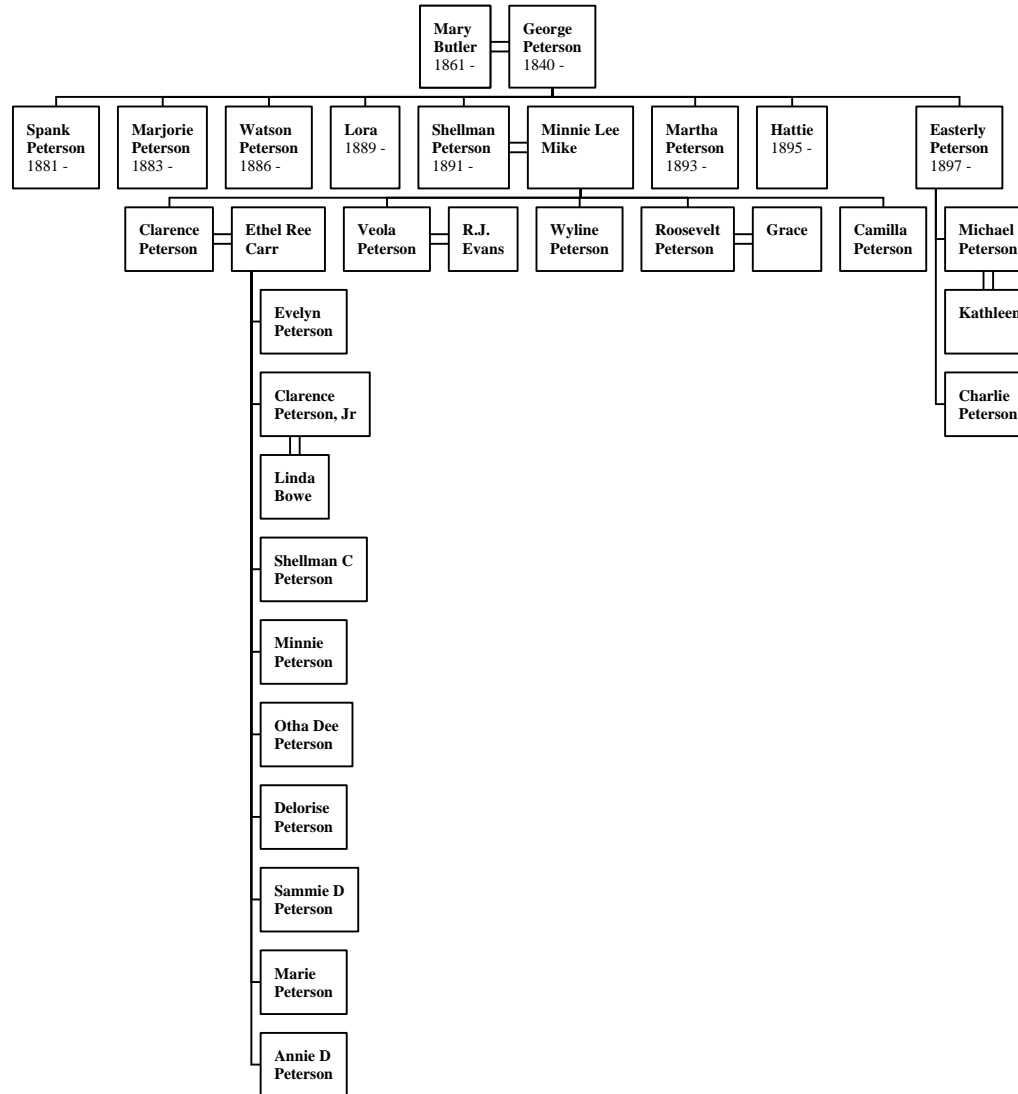 Mary
Butler
1861 -
George
Peterson
1840 -
Spank
Peterson
1881 -
Marjorie
Peterson
1883 -
Watson
Peterson
1886 -
Lora
1889 -
Shellman
Peterson
1891 -
Minnie Lee
Mike
Martha
Peterson
1893 -
Hattie
1895 -
Easterly
Peterson
1897 -
Clarence
Peterson
Ethel Ree
Carr
Veola
Peterson
R.J.
Evans
Wyline
Peterson
Roosevelt
Peterson
Grace
Camilla
Peterson
Michael
Peterson
Kathleen
Charlie
Peterson
Evelyn
Peterson
Clarence
Peterson, Jr
Linda
Bowe
Shellman C
Peterson
Minnie
Peterson
Otha Dee
Peterson
Delorise
Peterson
Sammie D
Peterson
Marie
Peterson
Annie D
Peterson